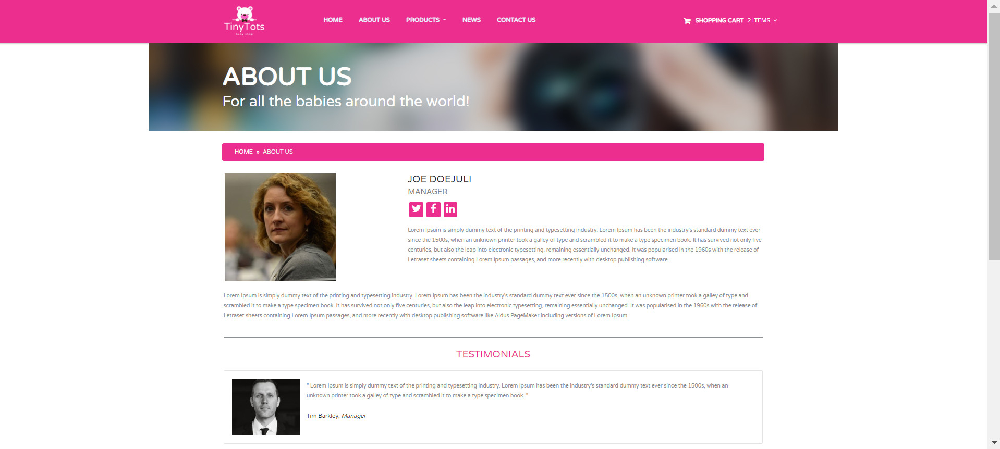 TinyTots
baby shop
HOME ABOUT US PRODUCTS NEWS CONTACT US
SHOPPING CART 2 ITEMS
ABOUT US
For all the babies around the world!
HOME » ABOUT US
JOE DOEJULI
MANAGER
Lorem Ipsum is simply dummy text of the printing and typesetting industry. Lorem Ipsum has been the industry's standard dummy text ever
since the 1500s, when an unknown printer took a galley of type and scrambled it to make a type specimen book. It has survived not only five
centuries, but also the leap into electronic typesetting, remaining essentially unchanged. It was popularised in the 1960s with the release of
Letraset sheets containing Lorem Ipsum passages, and more recently with desktop publishing software.
Lorem Ipsum is simply dummy text of the printing and typesetting industry. Lorem Ipsum has been the industry's standard dummy text ever since the 1500s, when an unknown printer took a galley of type and
scrambled it to make a type specimen book. It has survived not only five centuries, but also the leap into electronic typesetting, remaining essentially unchanged. It was popularised in the 1960s with the release of
Letraset sheets containing Lorem Ipsum passages, and more recently with desktop publishing software like Aldus PageMaker including versions of Lorem Ipsum.
TESTIMONIALS
" Lorem Ipsum is simply dummy text of the printing and typesetting industry. Lorem Ipsum has been the industry's standard dummy text ever since the 1500s, when an
unknown printer took a galley of type and scrambled it to make a type specimen book. "
Tim Barkley, Manager